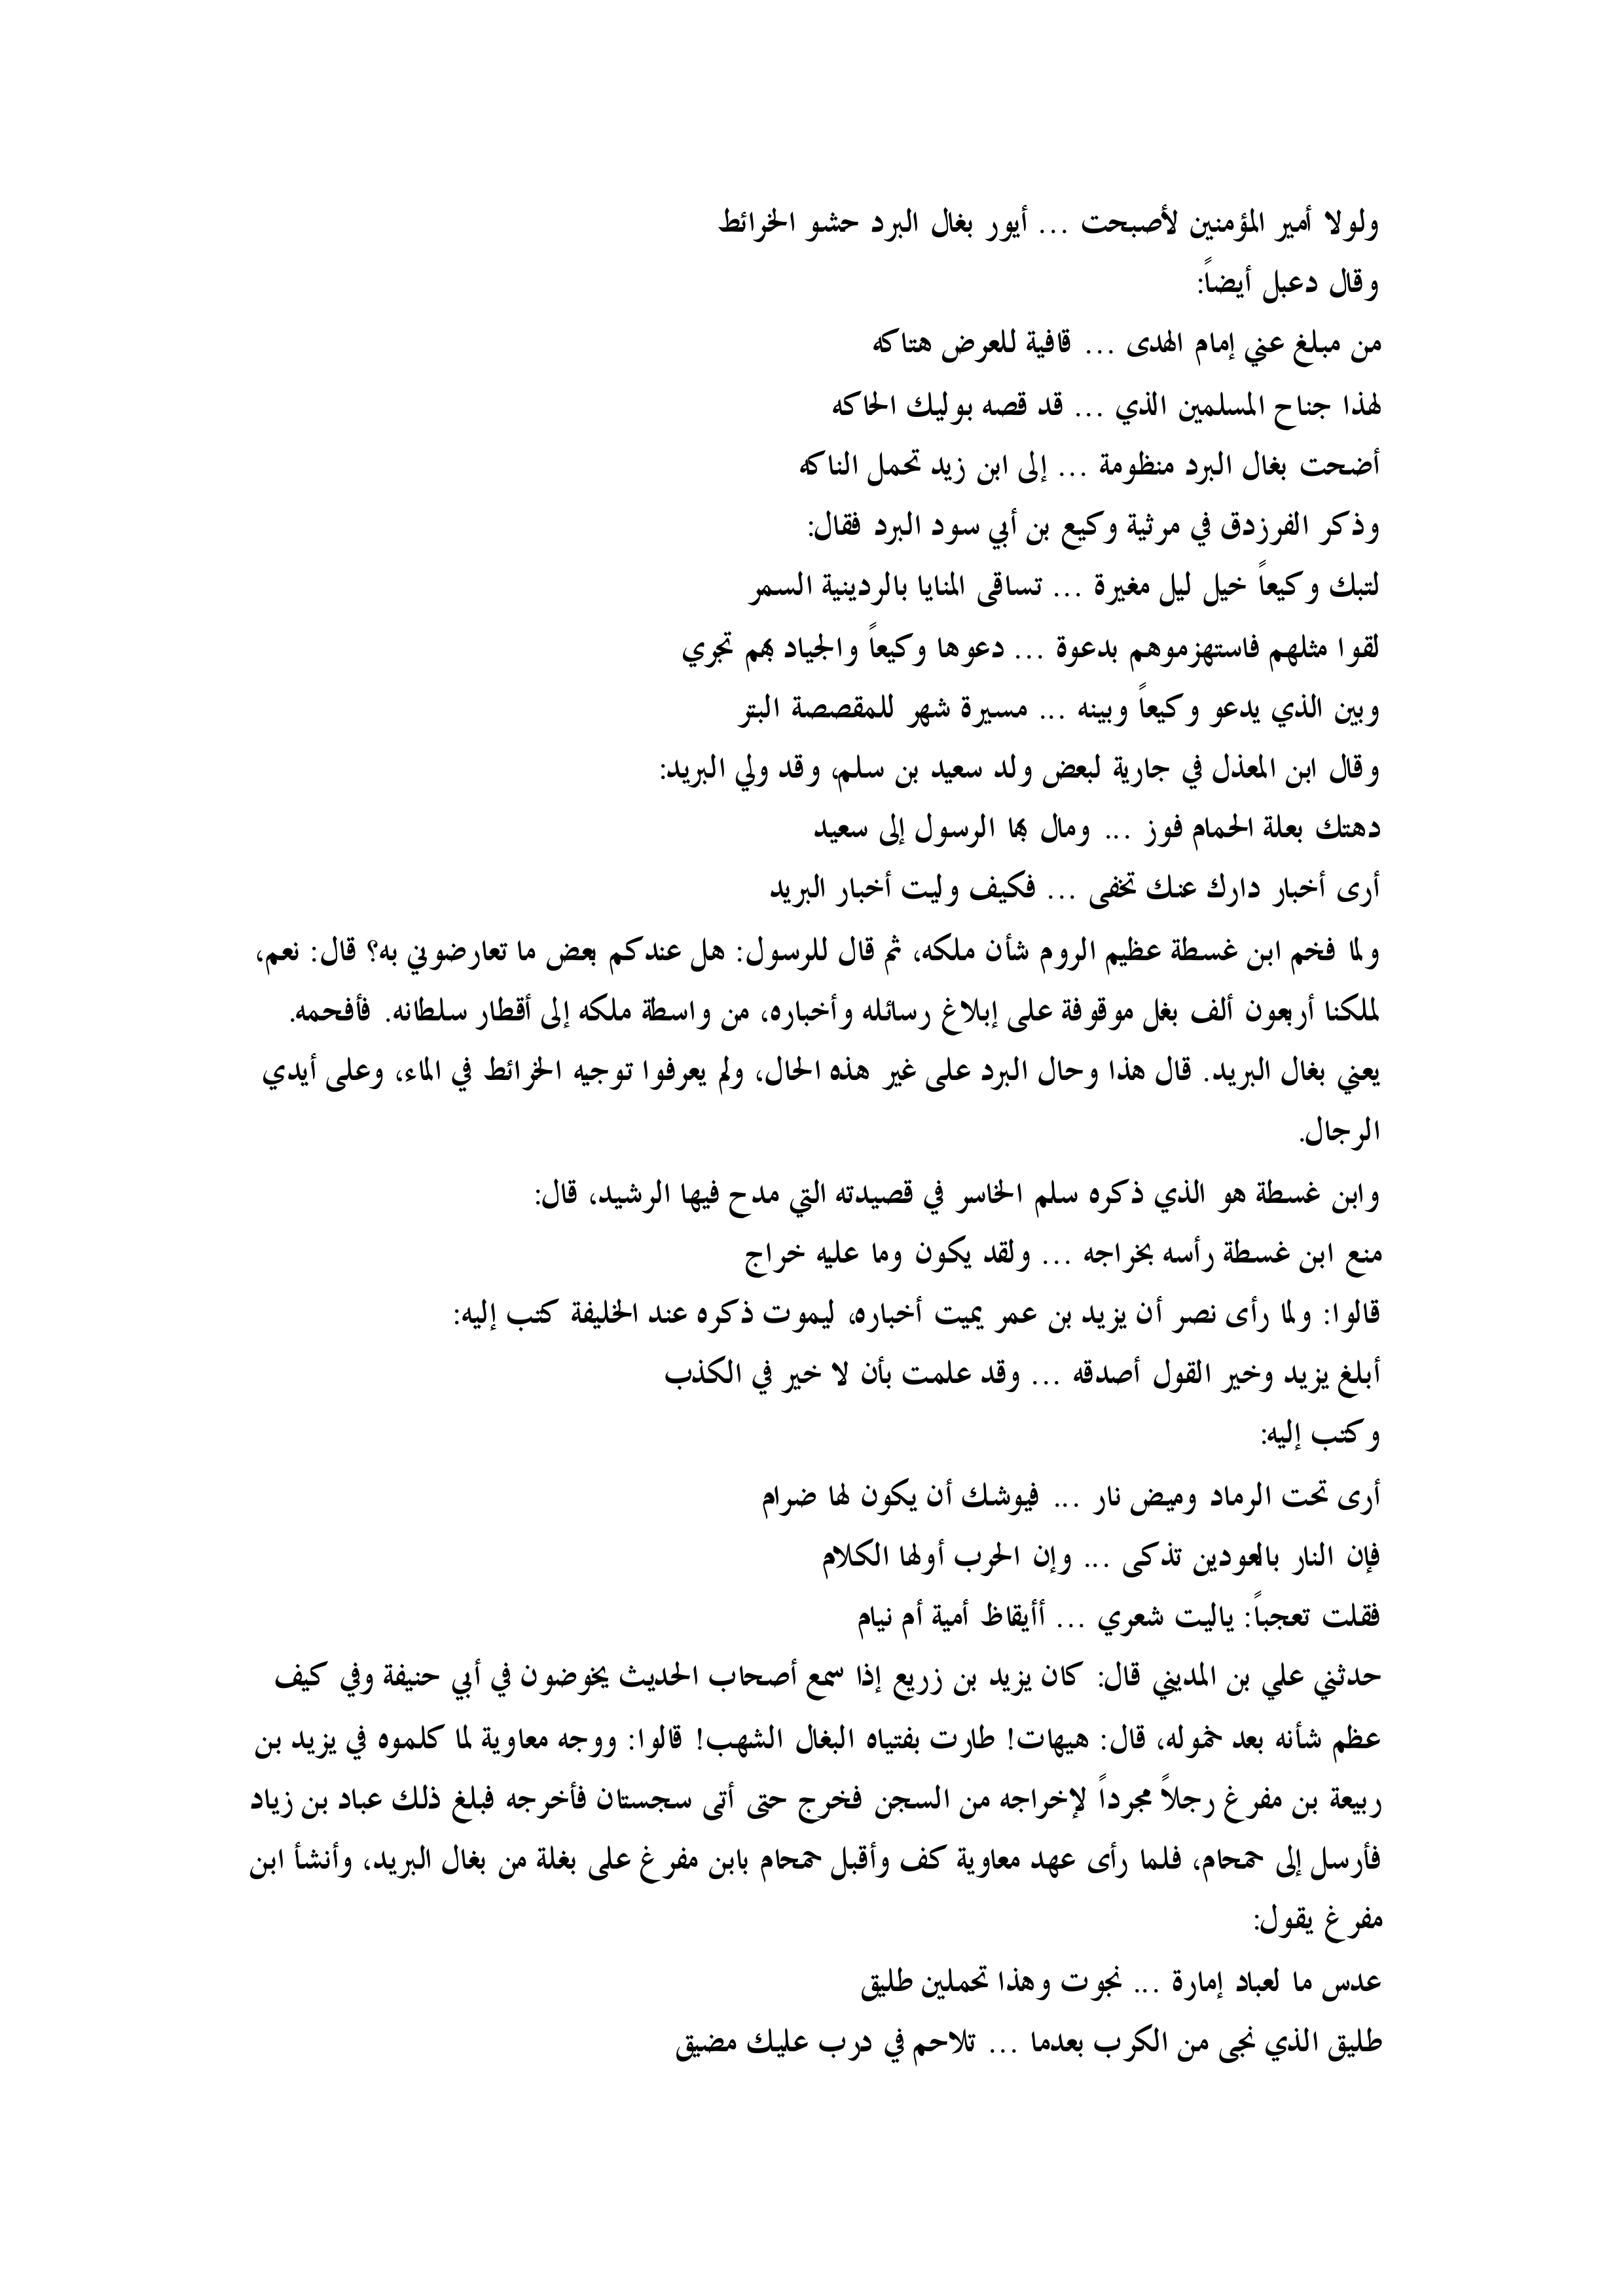 ولولا أمير المؤمنين لأصبحت ... أيور بغال البرد حشو الخرائط
وقال دعبل أيضاً:
من مبلغ عني إمام الهدى ... قافية للعرض هتاكه
لهذا جناح المسلمين الذي ... قد قصه بوليك الحاكه
أضحت بغال البرد منظومة ... إلى ابن زيد تحمل الناكه
وذكر الفرزدق في مرثية وكيع بن أبي سود البرد فقال:
لتبك وكيعاً خيل ليل مغيرة ... تساقى المنايا بالردينية السمر
لقوا مثلهم فاستهزموهم بدعوة ... دعوها وكيعاً والجياد بهم تجري
وبين الذي يدعو وكيعاً وبينه ... مسيرة شهر للمقصصة البتر
وقال ابن المعذل في جارية لبعض ولد سعيد بن سلم، وقد ولي البريد:
دهتك بعلة الحمام فوز ... ومال بها الرسول إلى سعيد
أرى أخبار دارك عنك تخفى ... فكيف وليت أخبار البريد
ولما فخم ابن غسطة عظيم الروم شأن ملكه، ثم قال للرسول: هل عندكم بعض ما تعارضوني به؟ قال: نعم،
لملكنا أربعون ألف بغل موقوفة على إبلاغ رسائله وأخباره، من واسطة ملكه إلى أقطار سلطانه. فأفحمه.
يعني بغال البريد. قال هذا وحال البرد على غير هذه الحال، ولم يعرفوا توجيه الخرائط في الماء، وعلى أيدي
الرجال.
وابن غسطة هو الذي ذكره سلم الخاسر في قصيدته التي مدح فيها الرشيد، قال:
منع ابن غسطة رأسه بخراجه ... ولقد يكون وما عليه خراج
قالوا: ولما رأى نصر أن يزيد بن عمر يميت أخباره، ليموت ذكره عند الخليفة كتب إليه:
أبلغ يزيد وخير القول أصدقه ... وقد علمت بأن لا خير في الكذب
وكتب إليه:
أرى تحت الرماد وميض نار ... فيوشك أن يكون لها ضرام
فإن النار بالعودين تذكى ... وإن الحرب أولها الكلام
فقلت تعجباً: ياليت شعري ... أأيقاظ أمية أم نيام
حدثني علي بن المديني قال: كان يزيد بن زريع إذا سمع أصحاب الحديث يخوضون في أبي حنيفة وفي كيف
عظم شأنه بعد خموله، قال: هيهات! طارت بفتياه البغال الشهب! قالوا: ووجه معاوية لما كلموه في يزيد بن
ربيعة بن مفرغ رجلاً مجرداً لإخراجه من السجن فخرج حتى أتى سجستان فأخرجه فبلغ ذلك عباد بن زياد
فأرسل إلى حمحام، فلما رأى عهد معاوية كف وأقبل حمحام بابن مفرغ على بغلة من بغال البريد، وأنشأ ابن
مفرغ يقول:
عدس ما لعباد إمارة ... نجوت وهذا تحملين طليق
طليق الذي نجى من الكرب بعدما ... تلاحم في درب عليك مضيق